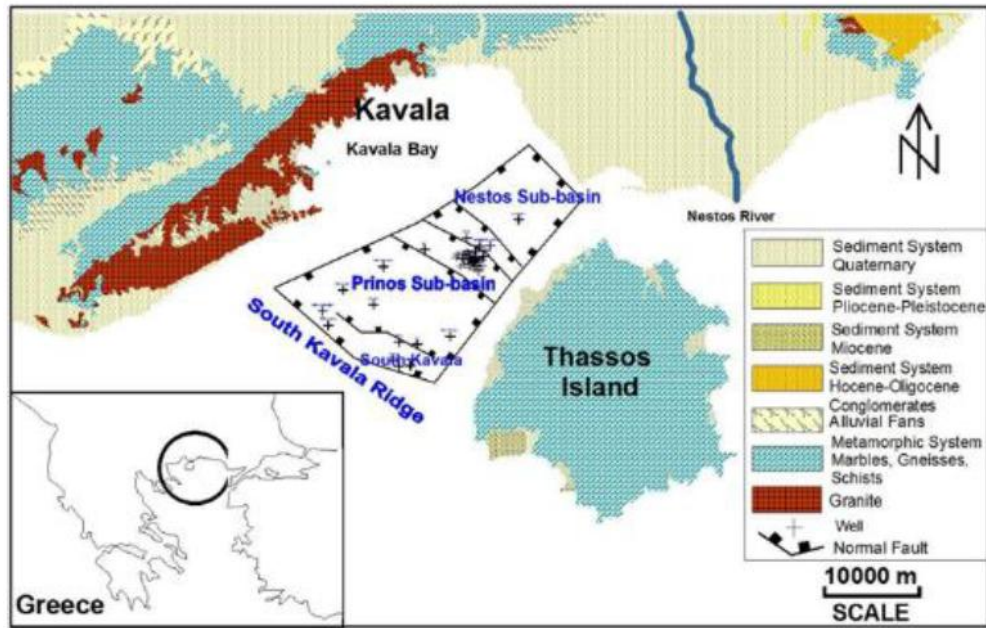 Kavala
Kavala Bay
Nestos Sub-basin
Nestos River
Prinos Sub-basin
South Kavala Ridge
South Kavala
Thassos
Island
N
Sediment System
Quaternary
Sediment System
Pliocene-Pleistocene
Sediment System
Miocene
Sediment System
Hocene-Oligocene
Conglomerates
Alluvial Fans
Metamorphic System
Marbles, Gneisses,
Schists
Granite
Well
Normal Fault
10000 m
SCALE
Greece